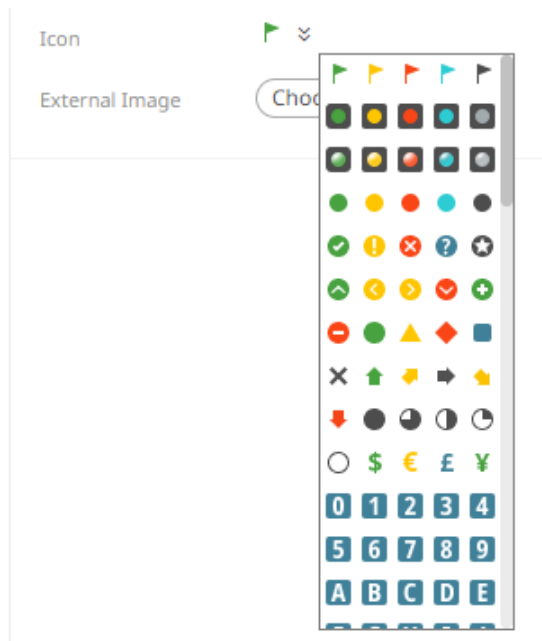 Icon
External Image
Choo
$ € £ ¥
0 1 2 3 4
5 6 7 8 9
A B C D E